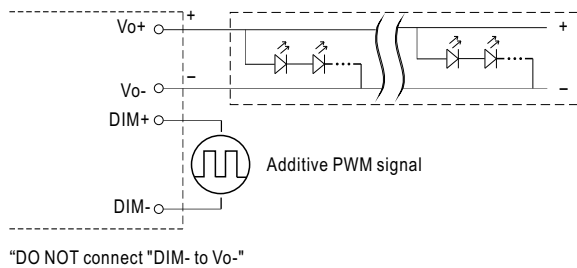 Vo+
+
+
Vo-
−
−
DIM+
Additive PWM signal
DIM-
“DO NOT connect "DIM- to Vo-"